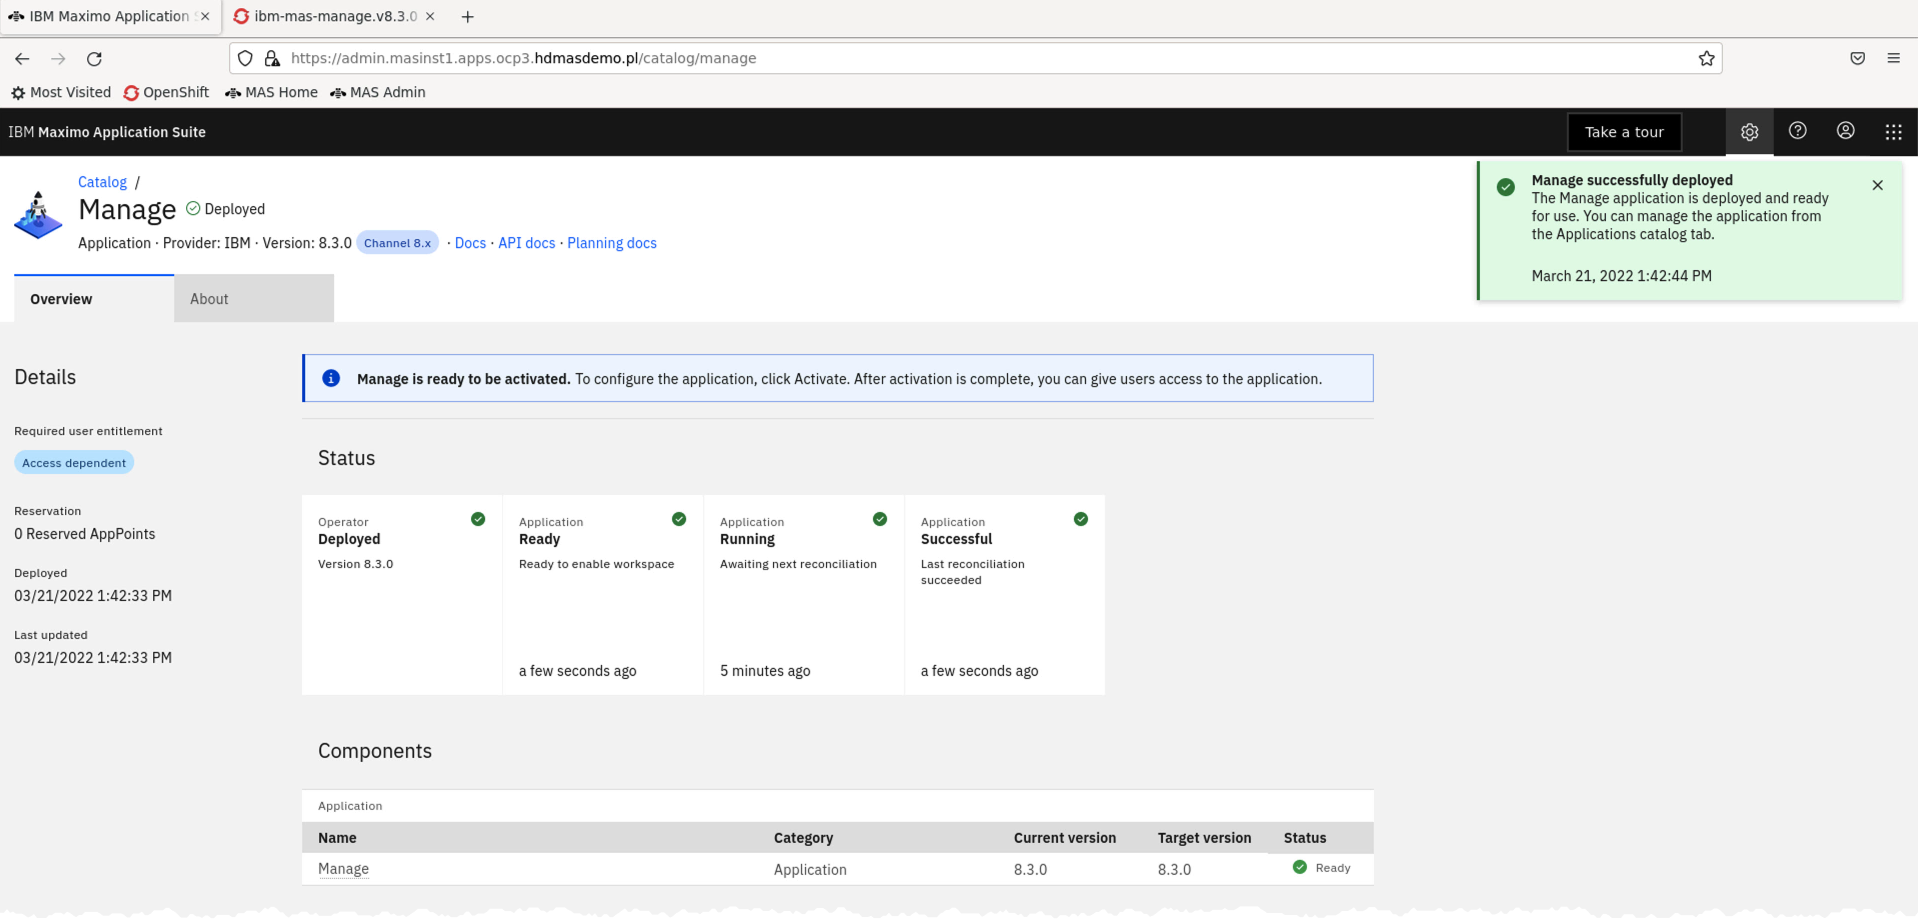 IBM Maximo Application S
ibm-mas-manage.v8.3.0
https://admin.masinst1.apps.ocp3.hdmasdemo.pl/catalog/manage
Most Visited OpenShift MAS Home MAS Admin
IBM Maximo Application Suite
Take a tour
Catalog /
Manage Deployed
Application · Provider: IBM · Version: 8.3.0 Channel 8.x · Docs · API docs · Planning docs
Manage successfully deployed
The Manage application is deployed and ready
for use. You can manage the application from
the Applications catalog tab.
March 21, 2022 1:42:44 PM
Overview About
Details
Required user entitlement
Access dependent
Reservation
0 Reserved AppPoints
Deployed
03/21/2022 1:42:33 PM
Last updated
03/21/2022 1:42:33 PM
Manage is ready to be activated. To configure the application, click Activate. After activation is complete, you can give users access to the application.
Status
Operator
Deployed
Version 8.3.0
Application
Ready
Ready to enable workspace
a few seconds ago
Application
Running
Awaiting next reconciliation
5 minutes ago
Application
Successful
Last reconciliation
succeeded
a few seconds ago
Components
Application
Name Category Current version Target version Status
Manage Application 8.3.0 8.3.0 Ready